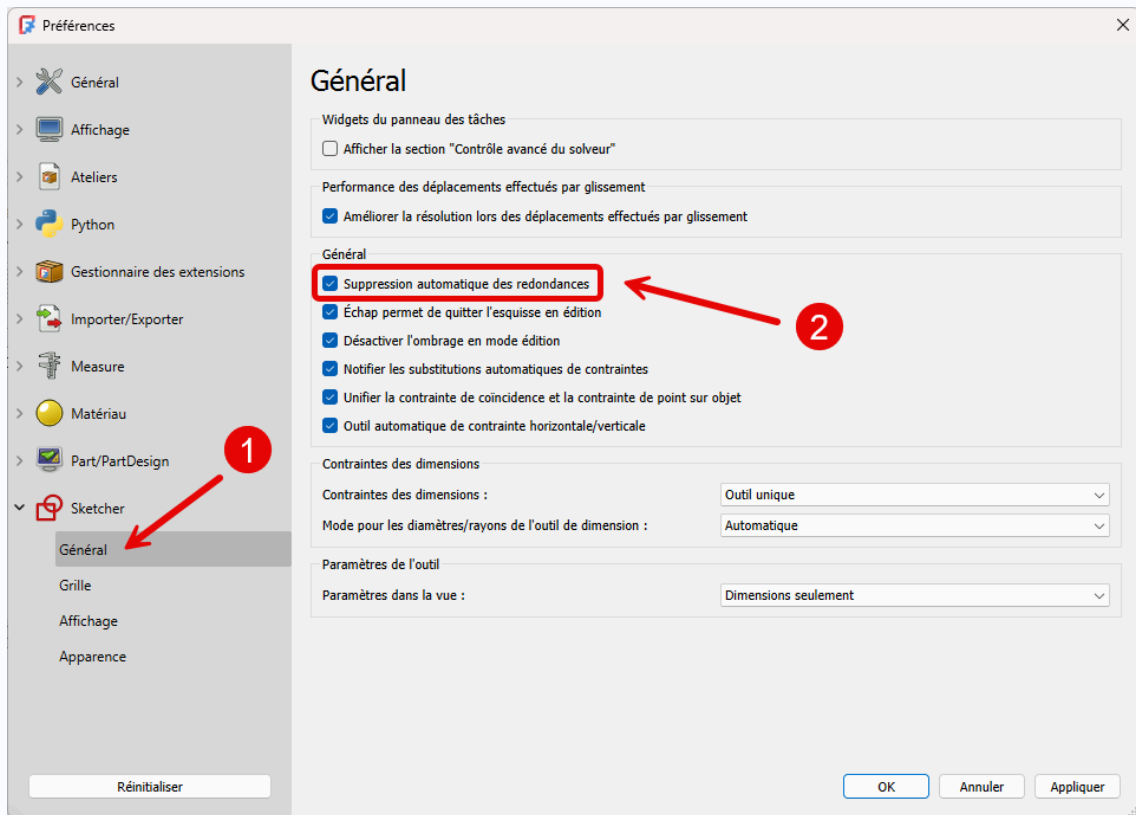 Préférences
Général
Affichage
Ateliers
Python
Gestionnaire des extensions
Importer/Exporter
Measure
Matériau
Part/PartDesign
1
Sketcher
Général
Grille
Affichage
Apparence
Réinitialiser
Général
Widgets du panneau des tâches
Afficher la section "Contrôle avancé du solveur"
Performance des déplacements effectués par glissement
Améliorer la résolution lors des déplacements effectués par glissement
Général
Suppression automatique des redondances
2
Échap permet de quitter l'esquisse en édition
Désactiver l'ombrage en mode édition
Notifier les substitutions automatiques de contraintes
Unifier la contrainte de coïncidence et la contrainte de point sur objet
Outil automatique de contrainte horizontale/verticale
Contraintes des dimensions
Contraintes des dimensions : Outil unique
Mode pour les diamètres/rayons de l'outil de dimension : Automatique
Paramètres de l'outil
Paramètres dans la vue : Dimensions seulement
OK Annuler Appliquer